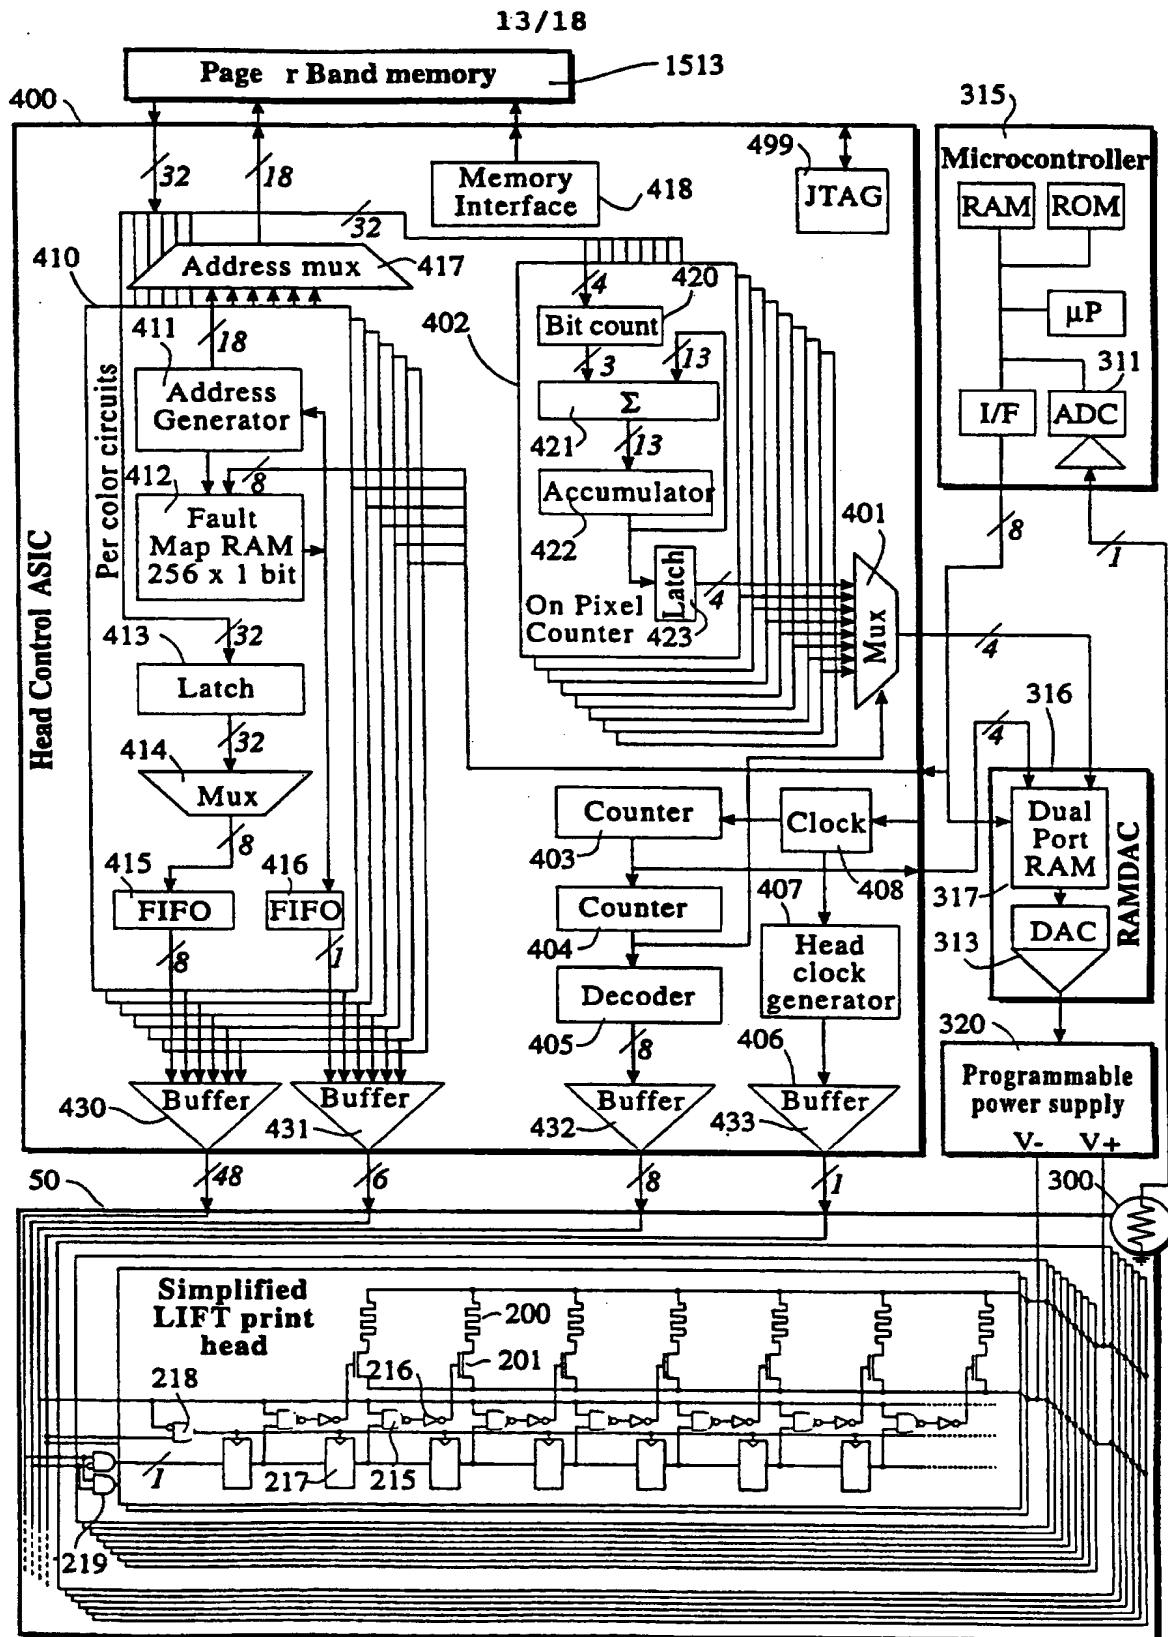 13/18
Page r Band memory
1513
400
315
32
18
Memory Interface
418
499
JTAG
Microcontroller
RAM
ROM
µP
311
I/F
ADC
8
1
32
410
Address mux
417
411
18
Per color circuits
Address Generator
412
8
Fault Map RAM 256 x 1 bit
Head Control ASIC
32
413
Latch
32
414
Mux
8
415
FIFO
416
FIFO
8
1
402
4
420
Bit count
3
13
Σ
421
13
Accumulator
422
Latch
4
423
On Pixel Counter
401
Mux
4
4
316
Dual Port RAM
317
RAMDAC
DAC
313
Counter
403
Clock
408
Counter
404
407
Head clock generator
Decoder
405
8
406
320
Programmable power supply
V-
V+
Buffer
430
Buffer
431
Buffer
432
Buffer
433
48
6
8
1
50
300
Simplified LIFT print head
200
201
216
218
1
217
215
219